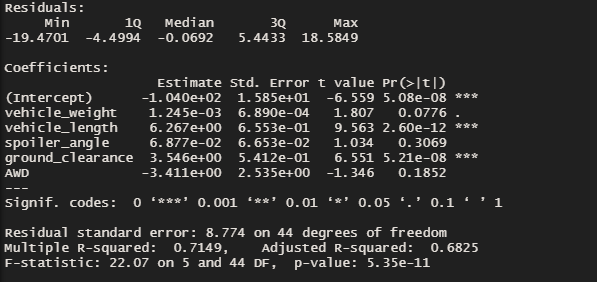 Residuals:
     Min       1Q   Median       3Q      Max
-19.4701  -4.4994  -0.0692   5.4433  18.5849

Coefficients:
                   Estimate Std. Error t value Pr(>|t|)
(Intercept)      -1.040e+02  1.585e+01  -6.559 5.08e-08 ***
vehicle_weight    1.245e-03  6.890e-04   1.807   0.0776 .
vehicle_length    6.267e+00  6.553e-01   9.563 2.60e-12 ***
spoiler_angle     6.877e-02  6.653e-02   1.034   0.3069
ground_clearance  3.546e+00  5.412e-01   6.551 5.21e-08 ***
AWD              -3.411e+00  2.535e+00  -1.346   0.1852
---
Signif. codes:  0 ‘***’ 0.001 ‘**’ 0.01 ‘*’ 0.05 ‘.’ 0.1 ‘ ’ 1

Residual standard error: 8.774 on 44 degrees of freedom
Multiple R-squared:  0.7149,    Adjusted R-squared:  0.6825
F-statistic: 22.07 on 5 and 44 DF,  p-value: 5.35e-11